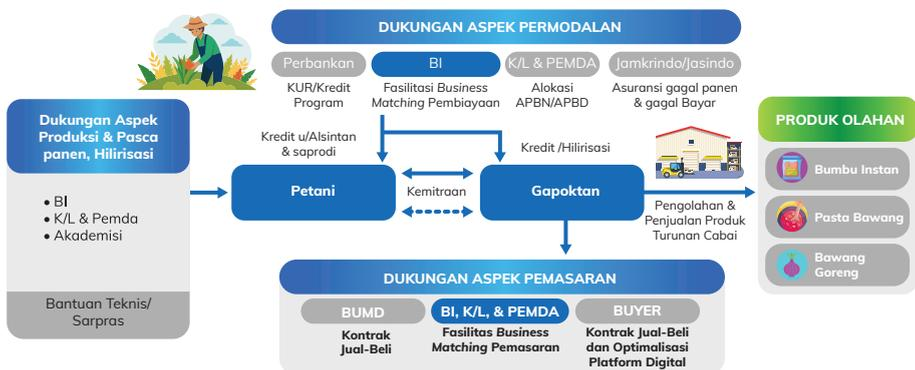 DUKUNGAN ASPEK PERMODALAN
Perbankan
KUR/Kredit
Program
BI
Fasilitasi Business
Matching Pembiayaan
K/L & PEMDA
Alokasi
APBN/APBD
Jamkrindo/Jasindo
Asuransi gagal panen
& gagal Bayar
Dukungan Aspek
Produksi & Pasca
panen, Hilirisasi
• BI
• K/L & Pemda
• Akademisi
Bantuan Teknis/
Sarpras
Kredit u/Alsintan
& saprodi
Kredit /Hilirisasi
Petani
Kemitraan
Gapoktan
Pengolahan &
Penjualan Produk
Turunan Cabai
PRODUK OLAHAN
Bumbu Instan
Pasta Bawang
Bawang
Goreng
DUKUNGAN ASPEK PEMASARAN
BUMD
Kontrak
Jual-Beli
BI, K/L, & PEMDA
Fasilitas Business
Matching Pemasaran
BUYER
Kontrak Jual-Beli
dan Optimalisasi
Platform Digital